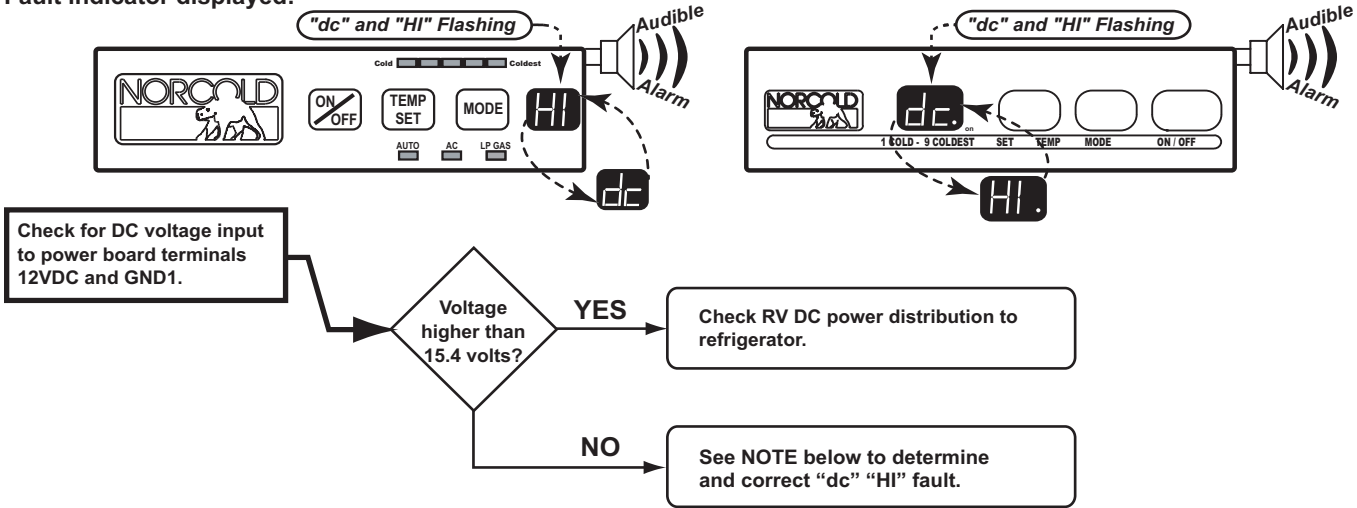 Fault indicator displayed:
"dc" and "HI" Flashing
Audible
Alarm
Cold
Coldest
NORCOLD
ON/OFF
TEMP
SET
MODE
HI
AUTO
AC
LP GAS
dc
"dc" and "HI" Flashing
Audible
Alarm
NORCOLD
dc.
on
1 COLD - 9 COLDEST
SET TEMP
MODE
ON / OFF
HI .
Check for DC voltage input
to power board terminals
12VDC and GND1.
Voltage
higher than
15.4 volts?
YES
Check RV DC power distribution to
refrigerator.
NO
See NOTE below to determine
and correct “dc” “HI” fault.